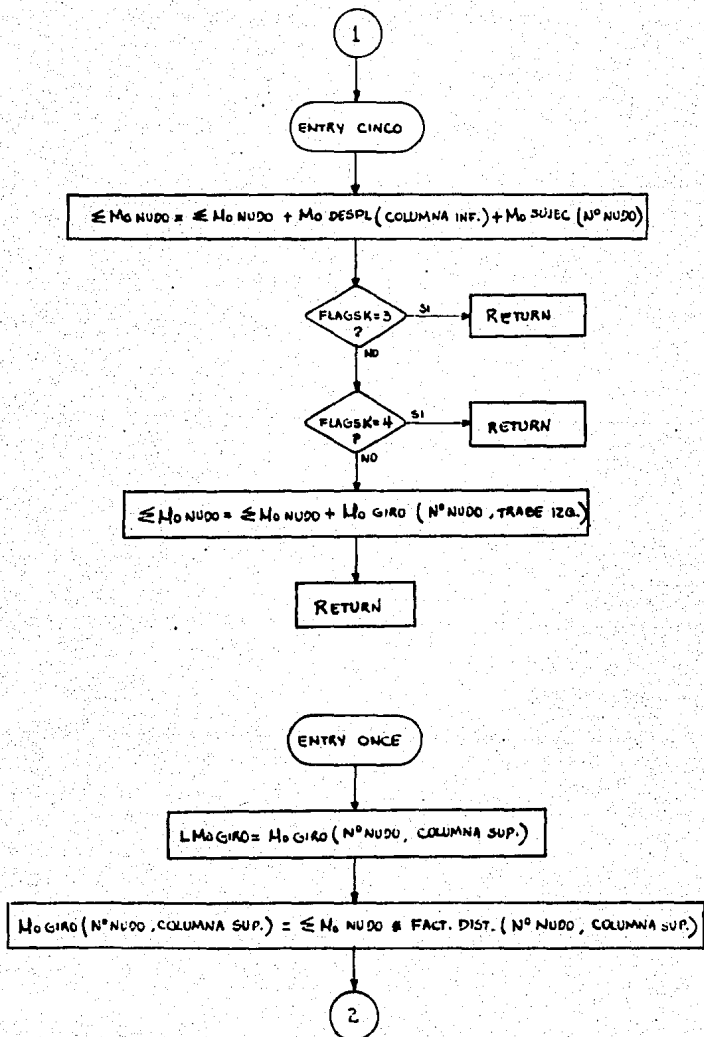 1
ENTRY CINCO
≤ Mo NUDO = ≤ Mo NUDO + Mo DESPL (COLUMNA INF.) + Mo SUJEC (Nº NUDO)
FLAGSK=3
?
SI
RETURN
NO
FLAGSK=4
?
SI
RETURN
NO
≤ Mo NUDO = ≤ Mo NUDO + Mo GIRO (Nº NUDO, TRABE IZQ.)
RETURN
ENTRY ONCE
LMo GIRO = Mo GIRO (Nº NUDO, COLUMNA SUP.)
Mo GIRO (Nº NUDO, COLUMNA SUP.) = ≤ Mo NUDO * FACT. DIST. (Nº NUDO, COLUMNA SUP.)
2